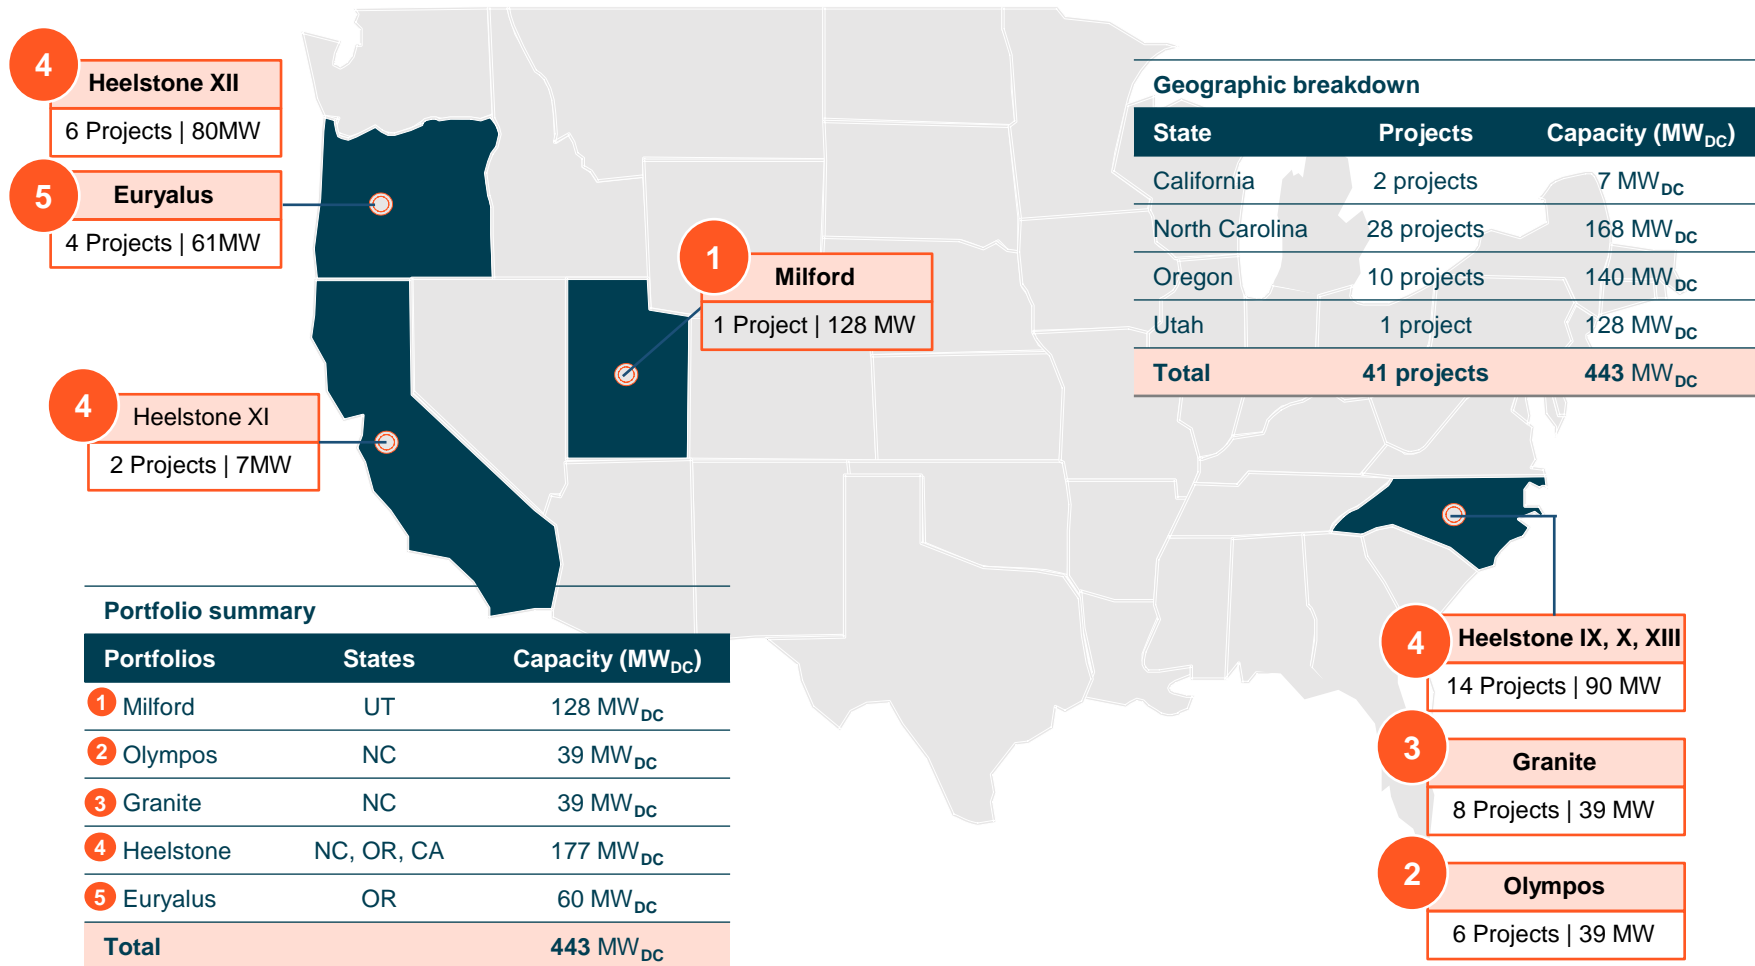 4
Heelstone XII
6 Projects | 80MW
5
Euryalus
4 Projects | 61MW
1
Milford
1 Project | 128 MW
4
Heelstone XI
2 Projects | 7MW
Geographic breakdown
State Projects Capacity (MWDC)
California 2 projects 7 MWDC
North Carolina 28 projects 168 MWDC
Oregon 10 projects 140 MWDC
Utah 1 project 128 MWDC
Total 41 projects 443 MWDC
Portfolio summary
Portfolios States Capacity (MWDC)
1 Milford UT 128 MWDC
2 Olympos NC 39 MWDC
3 Granite NC 39 MWDC
4 Heelstone NC, OR, CA 177 MWDC
5 Euryalus OR 60 MWDC
Total 443 MWDC
4
Heelstone IX, X, XIII
14 Projects | 90 MW
3
Granite
8 Projects | 39 MW
2
Olympos
6 Projects | 39 MW